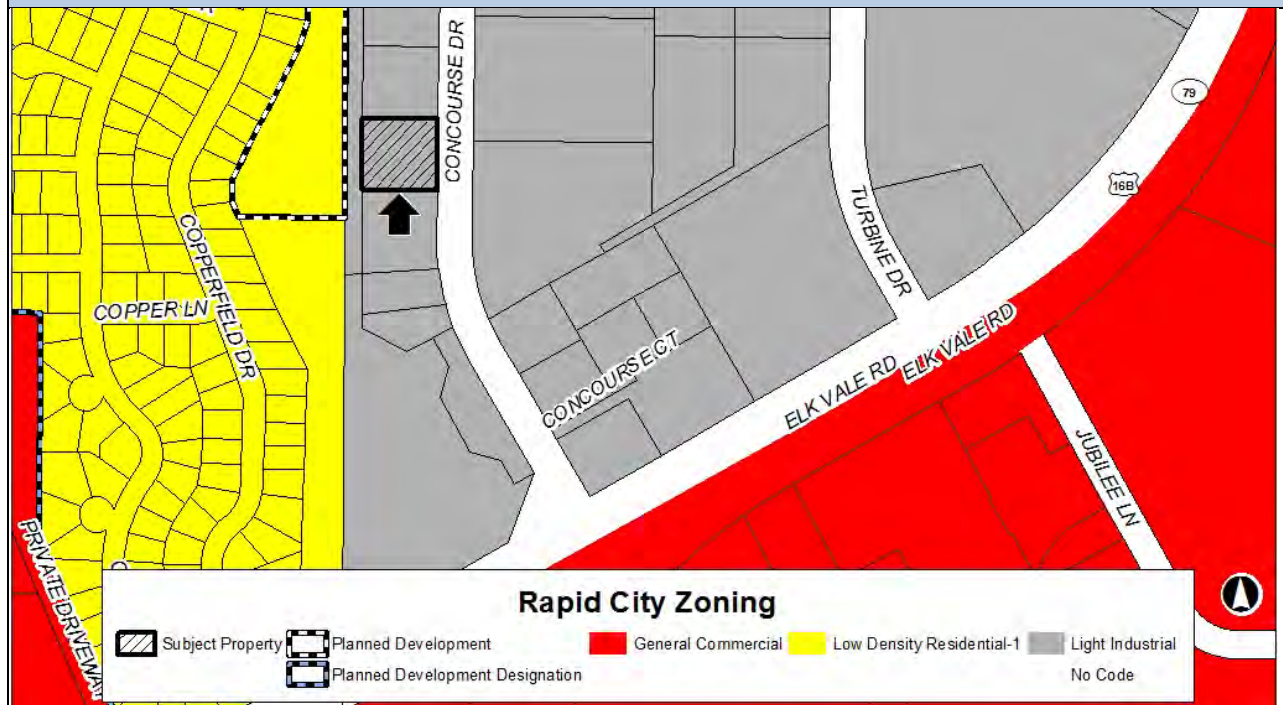 CONCOURSE DR
79
16B
COPPERFIELD DR
TURBINE DR
COPPER LN
CONCOURSE CT
ELK VALE RD
ELK VALE RD
JUBILEE LN
PRIVATE DRIVEWAY
Rapid City Zoning
Subject Property
Planned Development
General Commercial
Low Density Residential-1
Light Industrial
Planned Development Designation
No Code